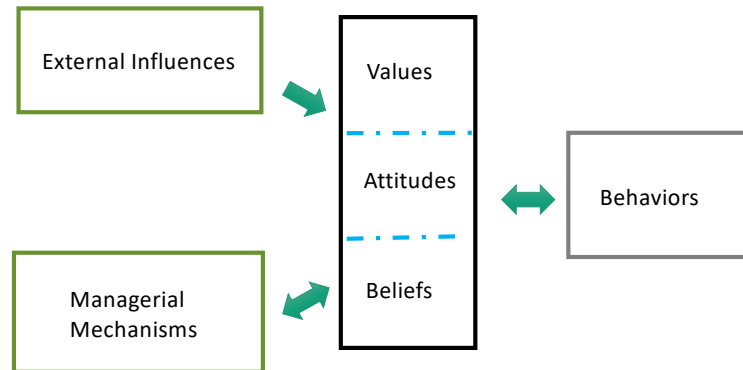 External Influences
Values
Attitudes
Behaviors
Beliefs
Managerial
Mechanisms